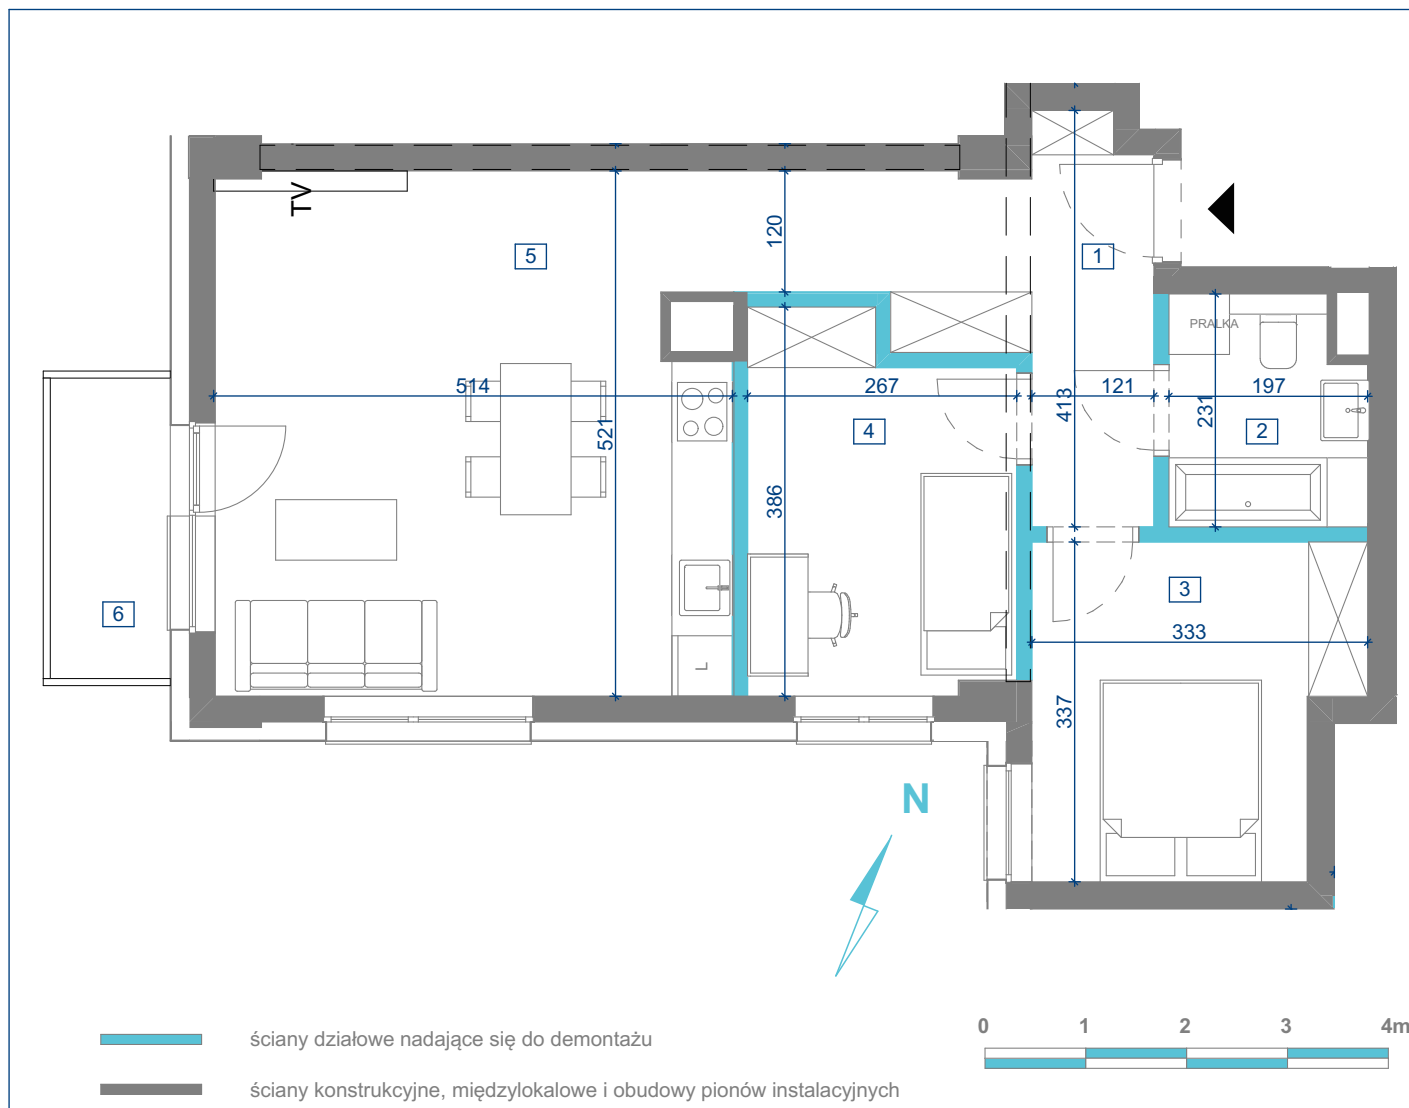 TV
5
120
1
PRALKA
514
521
267
413
121
231
197
4
2
386
6
3
333
L
337
N
0 1 2 3 4m
ściany działowe nadające się do demontażu
ściany konstrukcyjne, międzylokalowe i obudowy pionów instalacyjnych